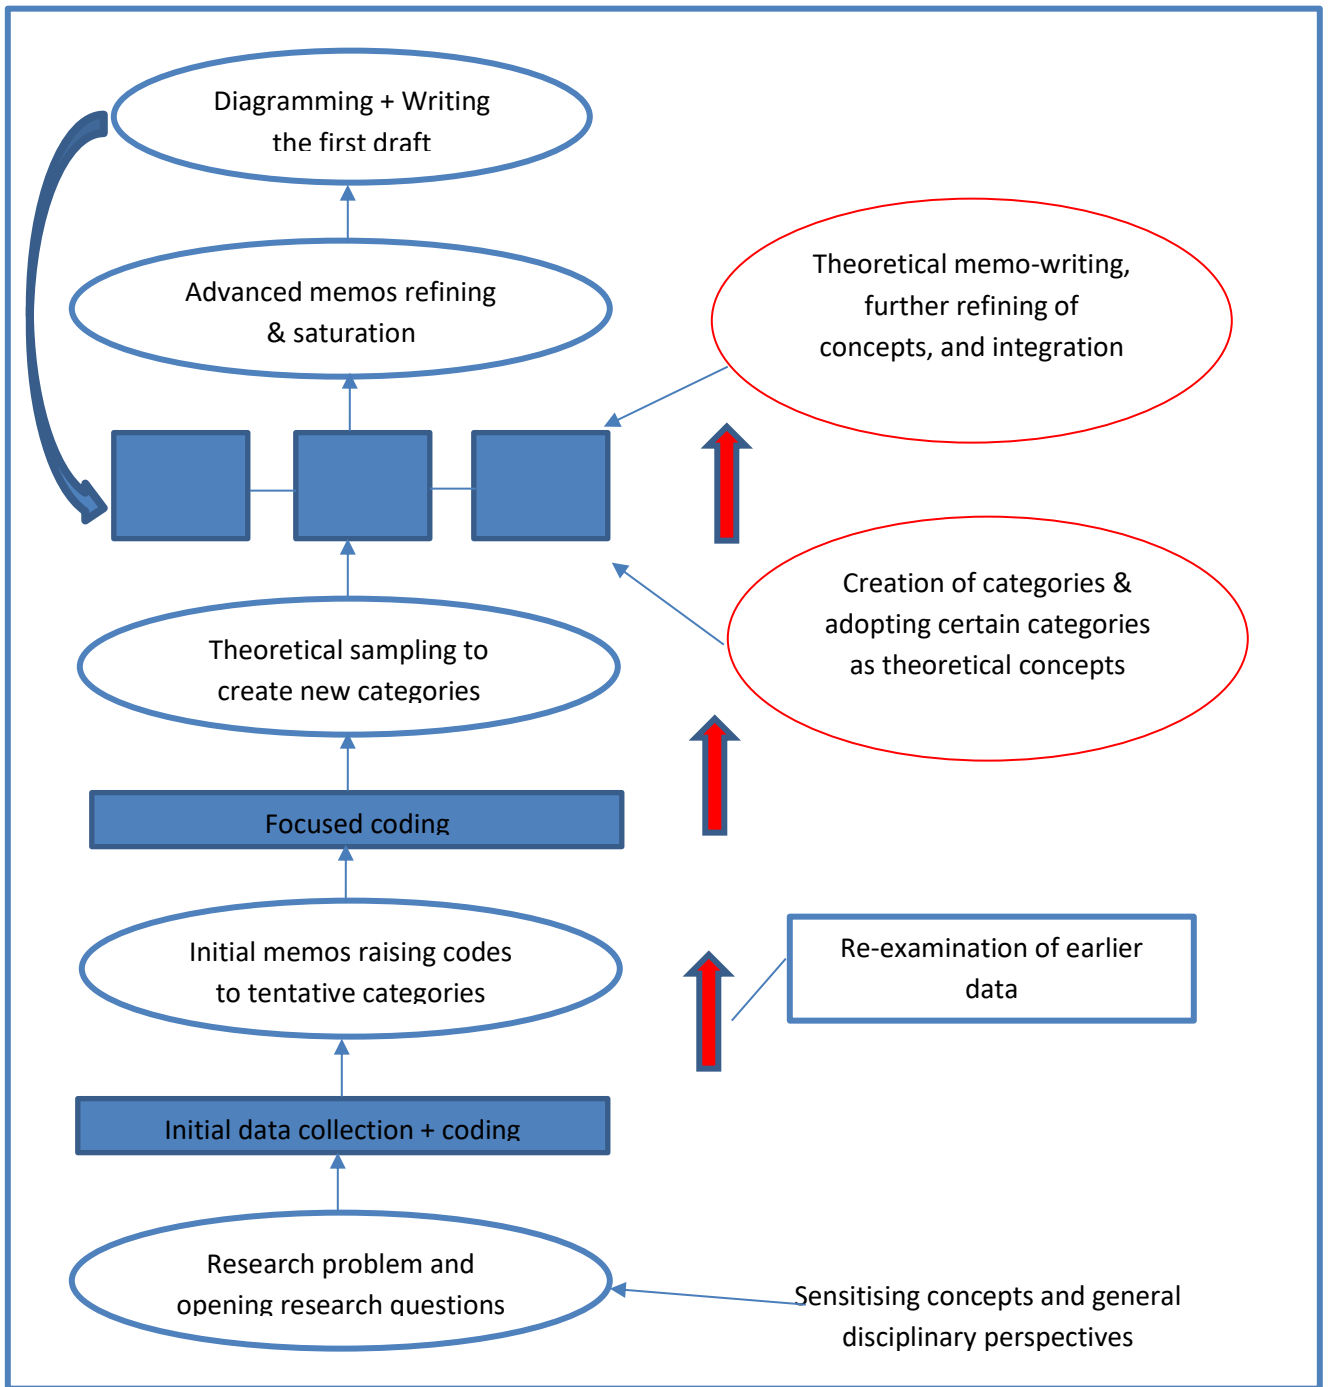 Diagramming + Writing
the first draft
Advanced memos refining
& saturation
Theoretical memo-writing,
further refining of
concepts, and integration
Creation of categories &
adopting certain categories
as theoretical concepts
Theoretical sampling to
create new categories
Focused coding
Initial memos raising codes
to tentative categories
Re-examination of earlier
data
Initial data collection + coding
Research problem and
opening research questions
Sensitising concepts and general
disciplinary perspectives